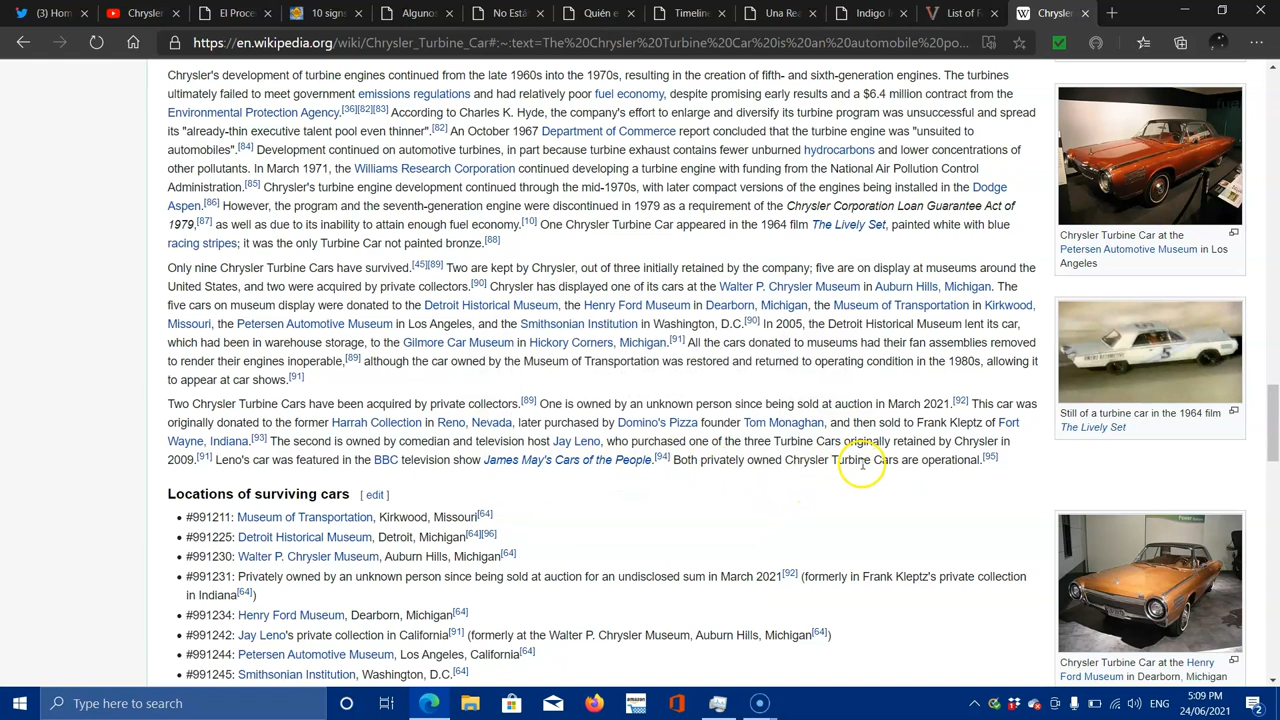 (1) Home
Chrysler
El Proce
10 signs
Algunos
No Está
Quién e
Timeline
Una Rec
Indigo I
List of F
Chrysler
https://en.wikipedia.org/wiki/Chrysler_Turbine_Car#:~:text=The%20Chrysler%20Turbine%20Car%20is%20an%20automobile%20po...
Chrysler's development of turbine engines continued from the late 1960s into the 1970s, resulting in the creation of fifth- and sixth-generation engines. The turbines
ultimately failed to meet government emissions regulations and had relatively poor fuel economy, despite promising early results and a $6.4 million contract from the
Environmental Protection Agency.[36][82][83] According to Charles K. Hyde, the company's effort to enlarge and diversify its turbine program was unsuccessful and spread
its "already-thin executive talent pool even thinner".[82] An October 1967 Department of Commerce report concluded that the turbine engine was "unsuited to
automobiles".[84] Development continued on automotive turbines, in part because turbine exhaust contains fewer unburned hydrocarbons and lower concentrations of
other pollutants. In March 1971, the Williams Research Corporation continued developing a turbine engine with funding from the National Air Pollution Control
Administration.[85] Chrysler's turbine engine development continued through the mid-1970s, with later compact versions of the engines being installed in the Dodge
Aspen.[86] However, the program and the seventh-generation engine were discontinued in 1979 as a requirement of the Chrysler Corporation Loan Guarantee Act of
1979,[87] as well as due to its inability to attain enough fuel economy.[10] One Chrysler Turbine Car appeared in the 1964 film The Lively Set, painted white with blue
racing stripes; it was the only Turbine Car not painted bronze.[88]
Only nine Chrysler Turbine Cars have survived.[45][89] Two are kept by Chrysler, out of three initially retained by the company; five are on display at museums around the
United States, and two were acquired by private collectors.[90] Chrysler has displayed one of its cars at the Walter P. Chrysler Museum in Auburn Hills, Michigan. The
five cars on museum display were donated to the Detroit Historical Museum, the Henry Ford Museum in Dearborn, Michigan, the Museum of Transportation in Kirkwood,
Missouri, the Petersen Automotive Museum in Los Angeles, and the Smithsonian Institution in Washington, D.C.[90] In 2005, the Detroit Historical Museum lent its car,
which had been in warehouse storage, to the Gilmore Car Museum in Hickory Corners, Michigan.[91] All the cars donated to museums had their fan assemblies removed
to render their engines inoperable,[89] although the car owned by the Museum of Transportation was restored and returned to operating condition in the 1980s, allowing it
to appear at car shows.[91]
Two Chrysler Turbine Cars have been acquired by private collectors.[89] One is owned by an unknown person since being sold at auction in March 2021.[92] This car was
originally donated to the former Harrah Collection in Reno, Nevada, later purchased by Domino's Pizza founder Tom Monaghan, and then sold to Frank Kleptz of Fort
Wayne, Indiana.[93] The second is owned by comedian and television host Jay Leno, who purchased one of the three Turbine Cars originally retained by Chrysler in
2009.[91] Leno's car was featured in the BBC television show James May's Cars of the People.[94] Both privately owned Chrysler Turbine Cars are operational.[95]
Locations of surviving cars [ edit ]
#991211: Museum of Transportation, Kirkwood, Missouri[64]
#991225: Detroit Historical Museum, Detroit, Michigan[64][96]
#991230: Walter P. Chrysler Museum, Auburn Hills, Michigan[64]
#991231: Privately owned by an unknown person since being sold at auction for an undisclosed sum in March 2021[92] (formerly in Frank Kleptz's private collection
in Indiana[64])
#991234: Henry Ford Museum, Dearborn, Michigan[64]
#991242: Jay Leno's private collection in California[91] (formerly at the Walter P. Chrysler Museum, Auburn Hills, Michigan[64])
#991244: Petersen Automotive Museum, Los Angeles, California[64]
#991245: Smithsonian Institution, Washington, D.C.[64]
Chrysler Turbine Car at the
Petersen Automotive Museum in Los
Angeles
Still of a turbine car in the 1964 film
The Lively Set
Chrysler Turbine Car at the Henry
Ford Museum in Dearborn, Michigan
Type here to search
amazon
ENG
5:09 PM
24/06/2021
2